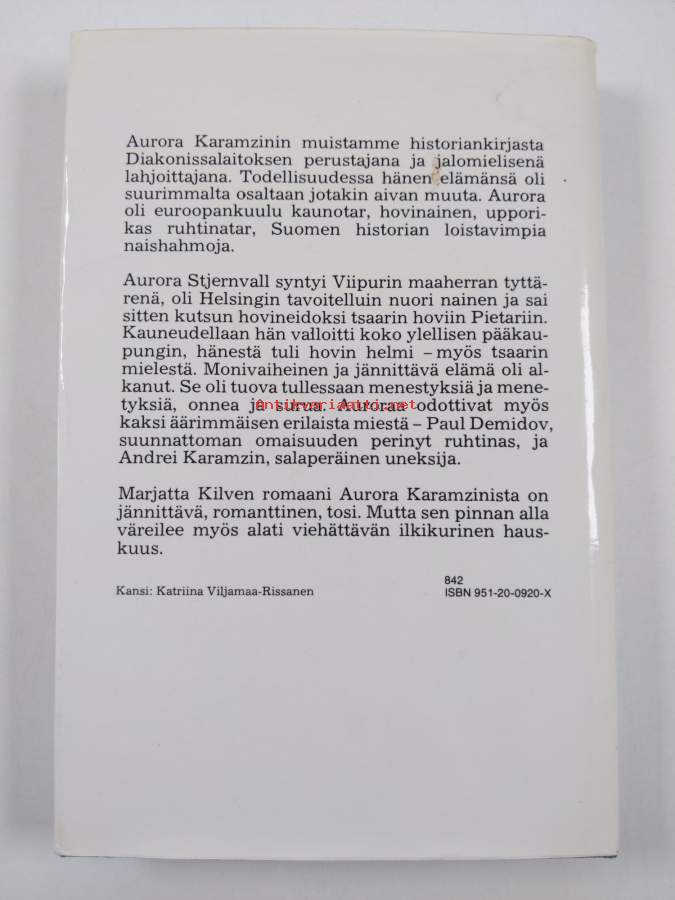 Aurora Karamzinin muistamme historiankirjasta
Diakonissalaitoksen perustajana ja jalomielisenä
lahjoittajana. Todellisuudessa hänen elämänsä oli
suurimmalta osaltaan jotakin aivan muuta. Aurora
oli euroopankuulu kaunotar, hovinainen, uppori-
kas ruhtinatar, Suomen historian loistavimpia
naishahmoja.
Aurora Stjernvall syntyi Viipurin maaherran tyttä-
renä, oli Helsingin tavoitelluin nuori nainen ja sai
sitten kutsun hovineidoksi tsaarin hoviin Pietariin.
Kauneudellaan hän valloitti koko ylellisen pääkau-
pungin, hänestä tuli hovin helmi – myös tsaarin
mielestä. Monivaiheinen ja jännittävä elämä oli al-
kanut. Se oli tuova tullessaan menestyksiä ja mene-
tyksiä, onnea ja surua. Auroraa odottivat myös
antikvariaatti.net
kaksi äärimmäisen erilaista miestä – Paul Demidov,
suunnattoman omaisuuden perinyt ruhtinas, ja
Andrei Karamzin, salaperäinen uneksija.
Marjatta Kilven romaani Aurora Karamzinista on
jännittävä, romanttinen, tosi. Mutta sen pinnan alla
väreilee myös alati viehättävän ilkikurinen haus-
kuus.
Kansi: Katriina Viljamaa-Rissanen
842
ISBN 951-20-0920-X